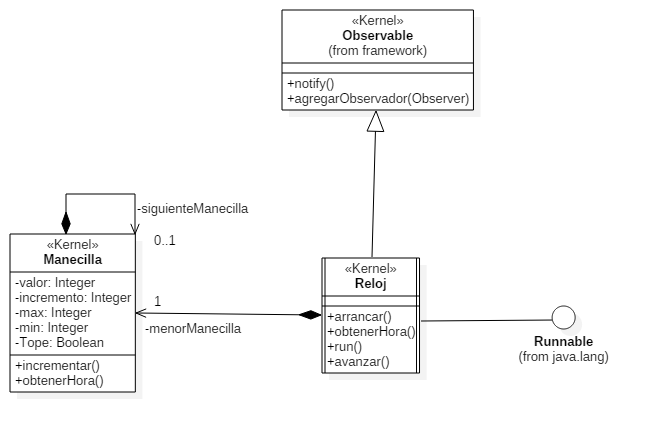 «Kernel»
Observable
(from framework)
+notify()
+agregarObservador(Observer)
-siguienteManecilla
0..1
«Kernel»
Manecilla
-valor: Integer
-incremento: Integer
-max: Integer
-min: Integer
-Tope: Boolean
+incrementar()
+obtenerHora()
1
-menorManecilla
«Kernel»
Reloj
+arrancar()
+obtenerHora()
+run()
+avanzar()
Runnable
(from java.lang)